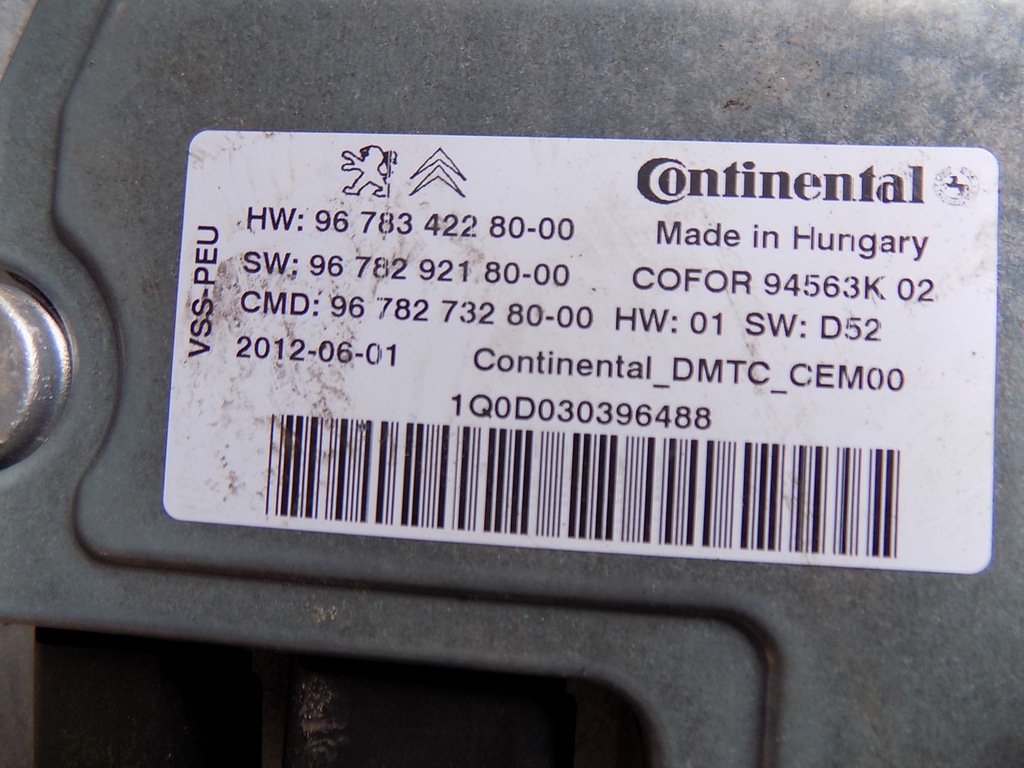 Continental
HW: 96 783 422 80-00
Made in Hungary
SW: 96 782 921 80-00
COFOR 94563K 02
CMD: 96 782 732 80-00 HW: 01 SW: D52
2012-06-01
Continental_DMTC_CEM00
1Q0D030396488
VSS-PEU